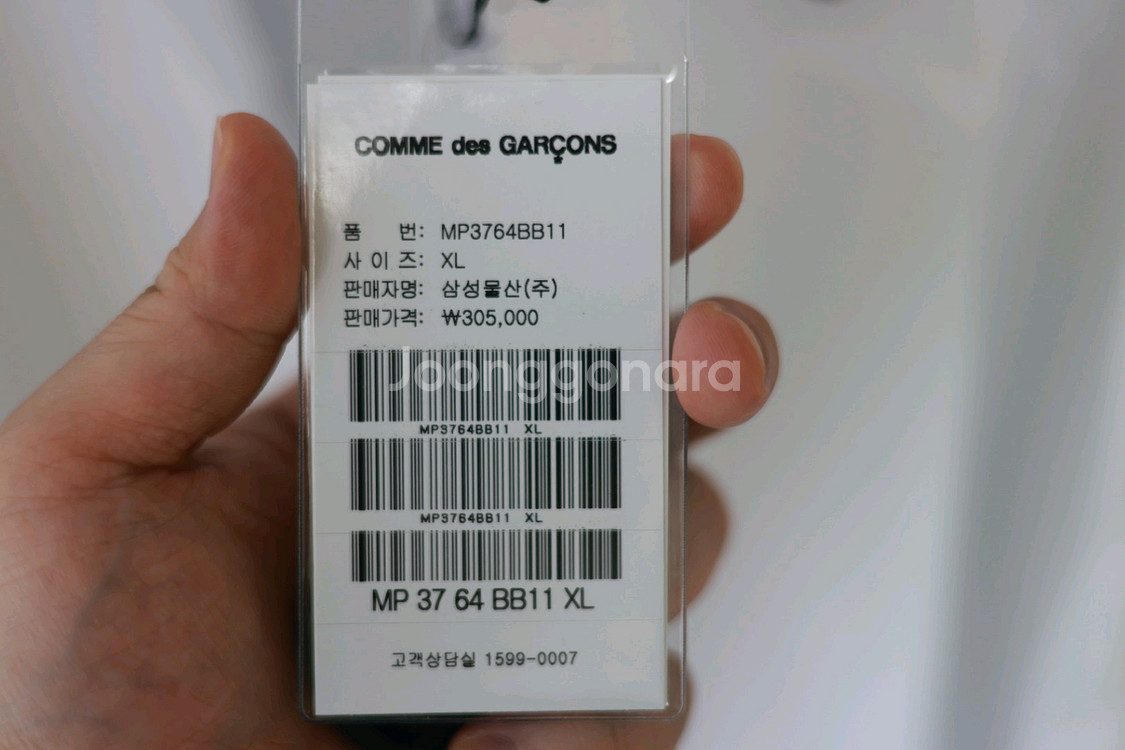 COMME des GARÇONS
품 번: MP3764BB11
사 이 즈: XL
판매자명: 삼성물산(주)
판매가격: ₩305,000
Joonggonara
MP3764BB11 XL
MP3764BB11 XL
MP 37 64 BB11 XL
고객상담실 1599-0007